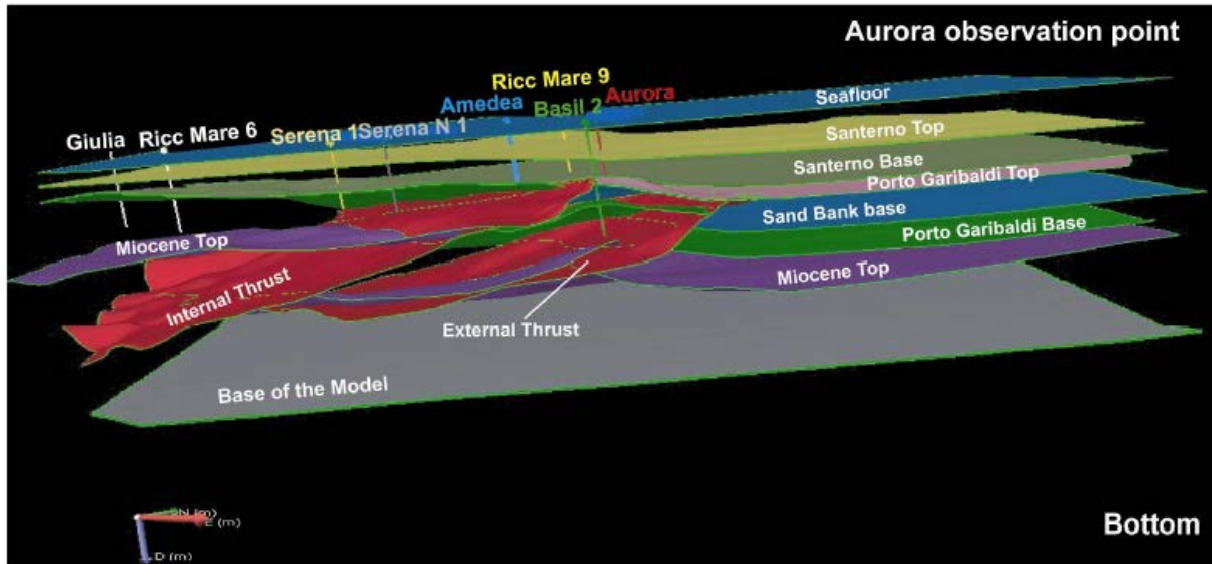 Aurora observation point
Ricc Mare 9
Amedea
Basil 2
Aurora
Seafloor
Giulia
Ricc Mare 6
Serena 1
Serena N 1
Santerno Top
Santerno Base
Porto Garibaldi Top
Sand Bank base
Porto Garibaldi Base
Miocene Top
Miocene Top
Internal Thrust
External Thrust
Base of the Model
E (m)
D (m)
Bottom